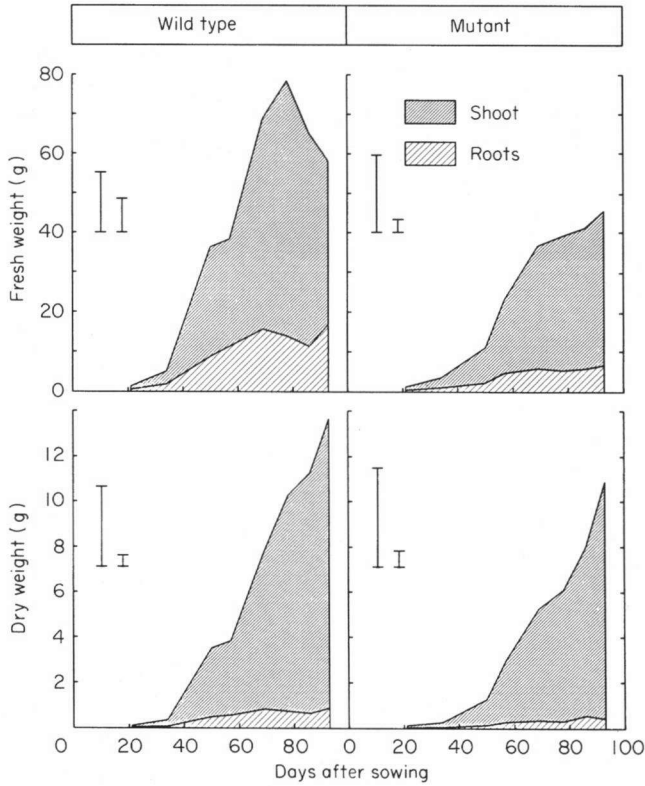 Wild type Mutant
80
60
40
20
0
Fresh weight (g)
Shoot
Roots
12
10
8
6
4
2
Dry weight (g)
0 20 40 60 80 20 40 60 80 100
Days after sowing